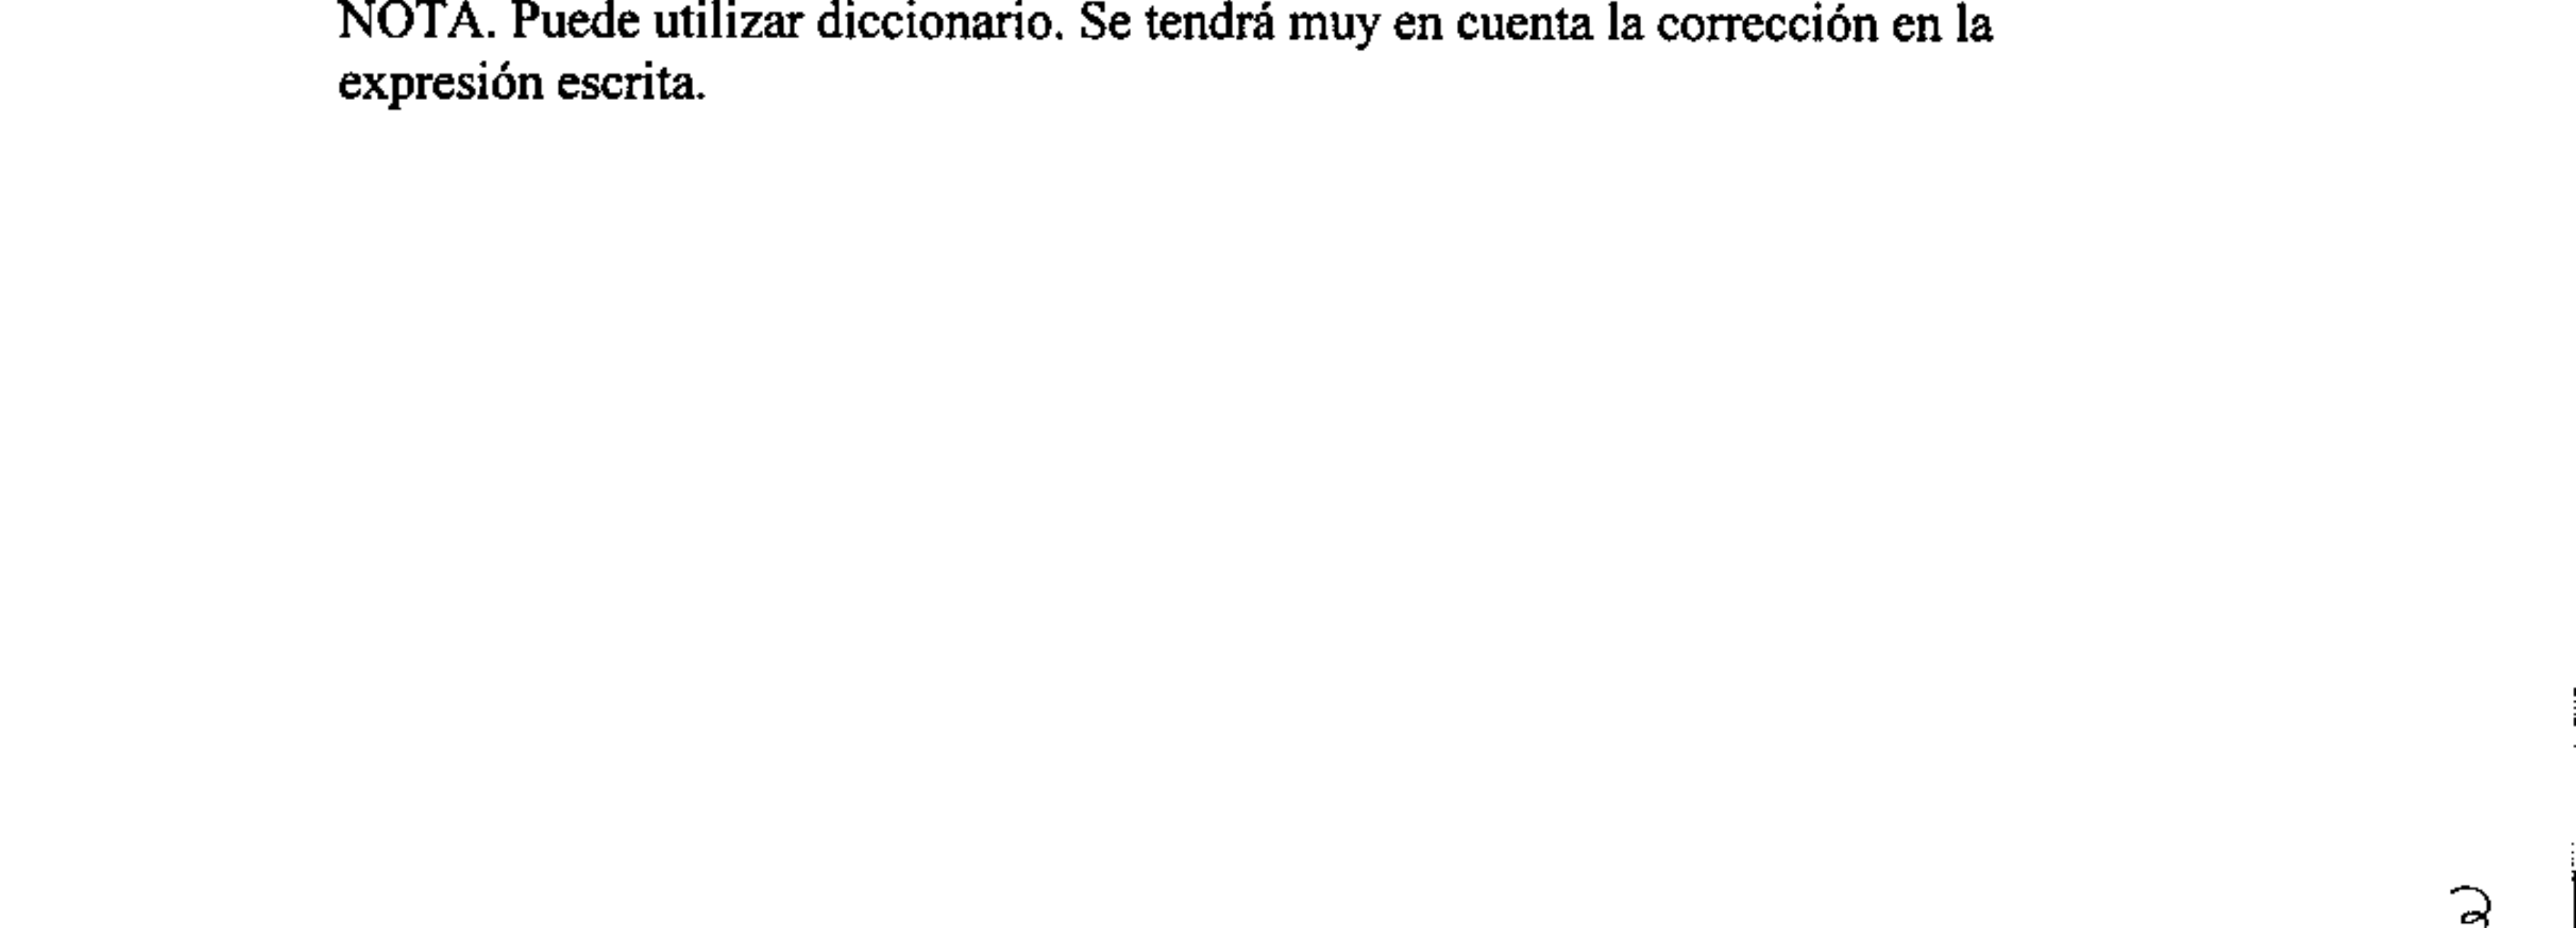 NOTA. Puede utilizar diccionario. Se tendrá muy en cuenta la corrección en la
expresión escrita.
2